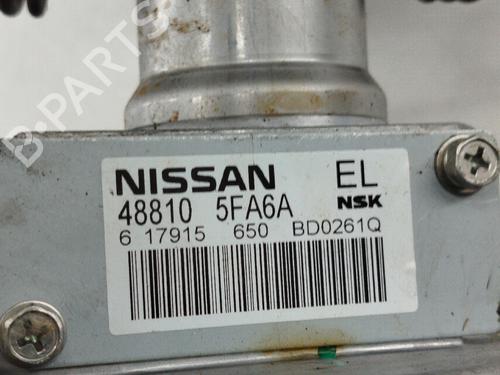 NISSAN EL
48810 5FA6A NSK
6 17915 650 BD0261Q
B-PARTS